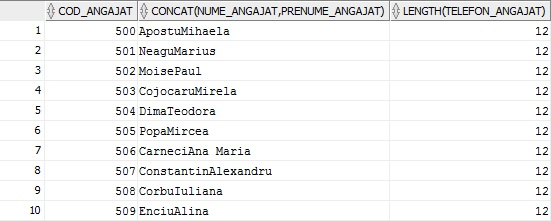 COD_ANGAJAT CONCAT(NUME_ANGAJAT,PRENUME_ANGAJAT) LENGTH(TELEFON_ANGAJAT)
1 500 ApostuMihaela 12
2 501 NeaguMarius 12
3 502 MoisePaul 12
4 503 CojocaruMirela 12
5 504 DimaTeodora 12
6 505 PopaMircea 12
7 506 CarneciAna Maria 12
8 507 ConstantinAlexandru 12
9 508 CorbuIuliana 12
10 509 EnciuAlina 12